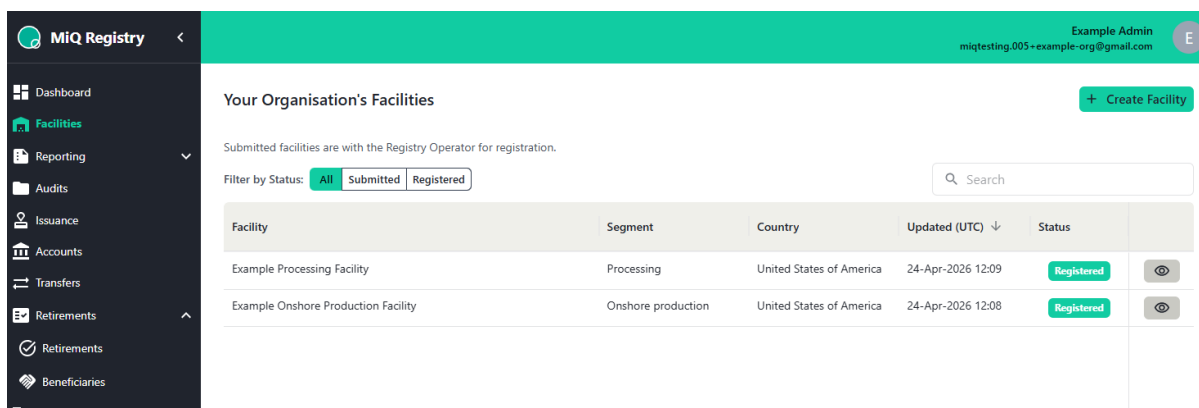 MiQ Registry
Example Admin
miqtesting.005+example-org@gmail.com
E
Dashboard
Facilities
Reporting
Audits
Issuance
Accounts
Transfers
Retirements
Retirements
Beneficiaries
Your Organisation's Facilities
+ Create Facility
Submitted facilities are with the Registry Operator for registration.
Filter by Status: All Submitted Registered
Search
Facility Segment Country Updated (UTC) ↓ Status
Example Processing Facility Processing United States of America 24-Apr-2026 12:09 Registered
Example Onshore Production Facility Onshore production United States of America 24-Apr-2026 12:08 Registered